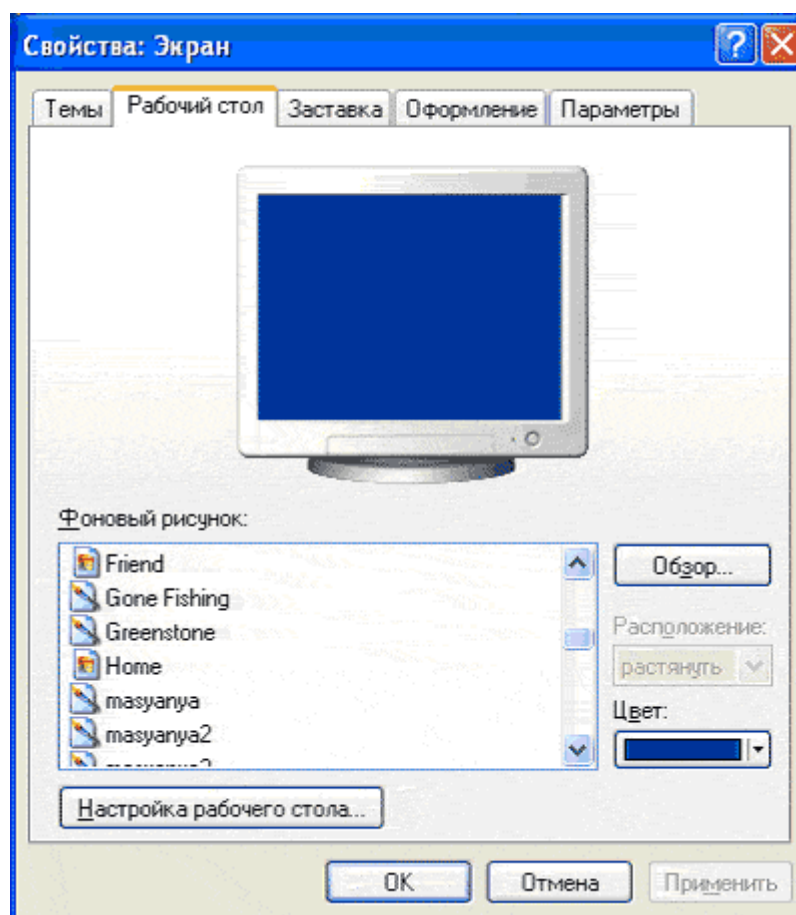 Свойства: Экран
Темы Рабочий стол Заставка Оформление Параметры
Фоновый рисунок:
Friend
Gone Fishing
Greenstone
Home
masyanya
masyanya2
Обзор...
Расположение:
растянуть
Цвет:
Настройка рабочего стола...
OK Отмена Применить